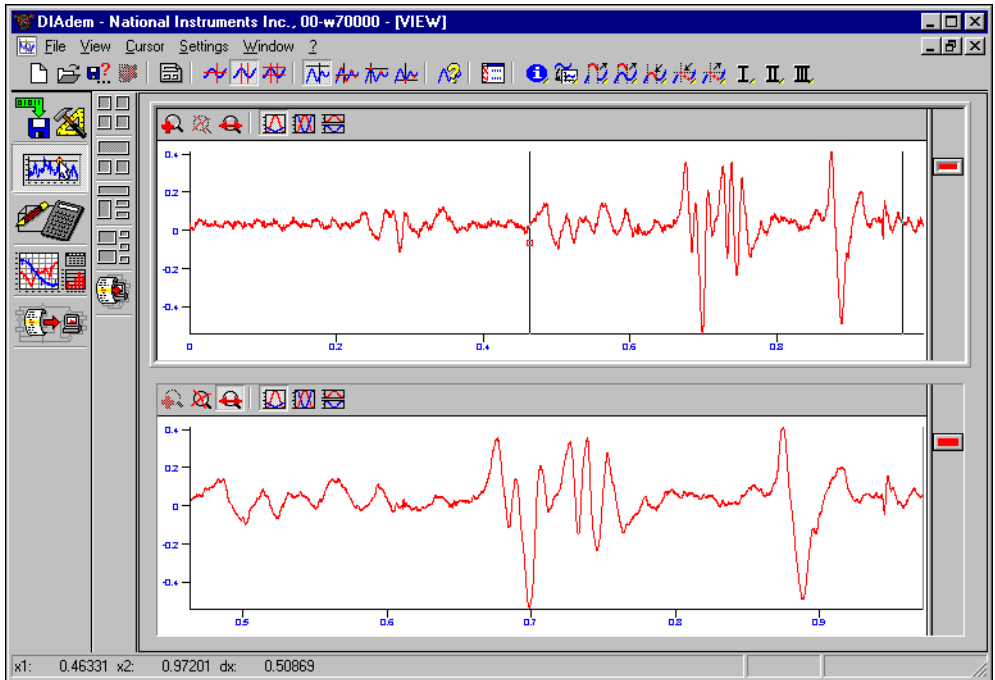 DIAdem - National Instruments Inc., 00-w70000 - [VIEW]
File View Cursor Settings Window ?
I II III
0.4
0.2
0
-0.2
-0.4
0 0.2 0.4 0.6 0.8
0.4
0.2
0
-0.2
-0.4
0.5 0.6 0.7 0.8 0.9
x1: 0.46331 x2: 0.97201 dx: 0.50869